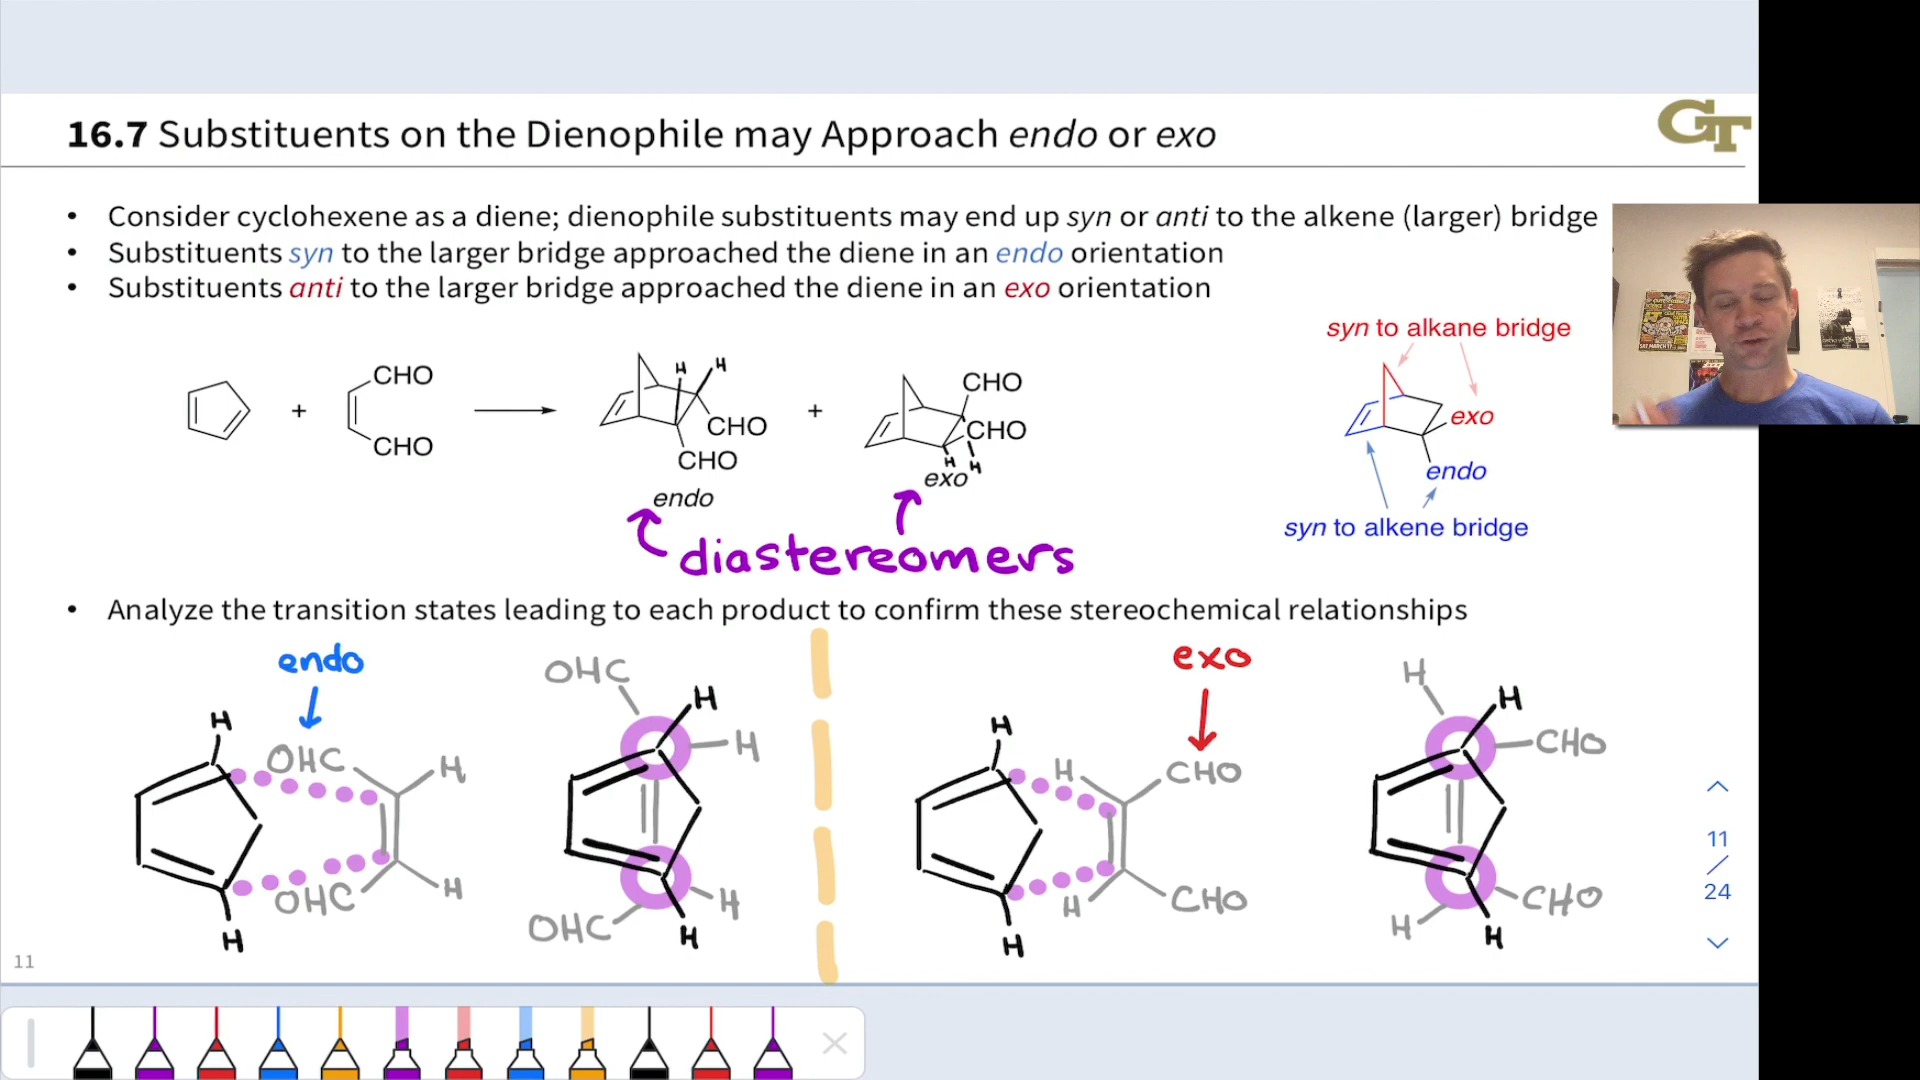 16.7 Substituents on the Dienophile may Approach endo or exo
GT
• Consider cyclohexene as a diene; dienophile substituents may end up syn or anti to the alkene (larger) bridge
• Substituents syn to the larger bridge approached the diene in an endo orientation
• Substituents anti to the larger bridge approached the diene in an exo orientation
syn to alkane bridge
CHO
+
CHO
H H
CHO
CHO
endo
+
CHO
CHO
H H
exo
exo
endo
syn to alkene bridge
diastereomers
• Analyze the transition states leading to each product to confirm these stereochemical relationships
endo
H
OHC
H
OHC
H
H
OHC
H
H
OHC
H
H
exo
H
H
CHO
H
CHO
H
H
H
CHO
H
CHO
H
11
/
24
11